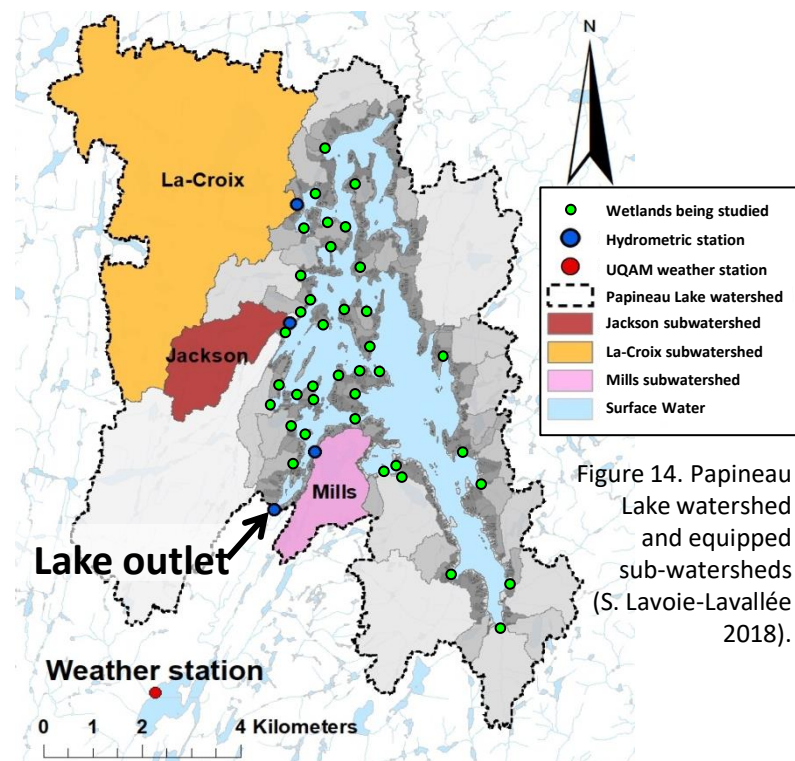 N
La-Croix
Jackson
Mills
Lake outlet
Weather station
0 1 2 4 Kilometers
Wetlands being studied
Hydrometric station
UQAM weather station
Papineau Lake watershed
Jackson subwatershed
La-Croix subwatershed
Mills subwatershed
Surface Water
Figure 14. Papineau
Lake watershed
and equipped
sub-watersheds
(S. Lavoie-Lavallée
2018).